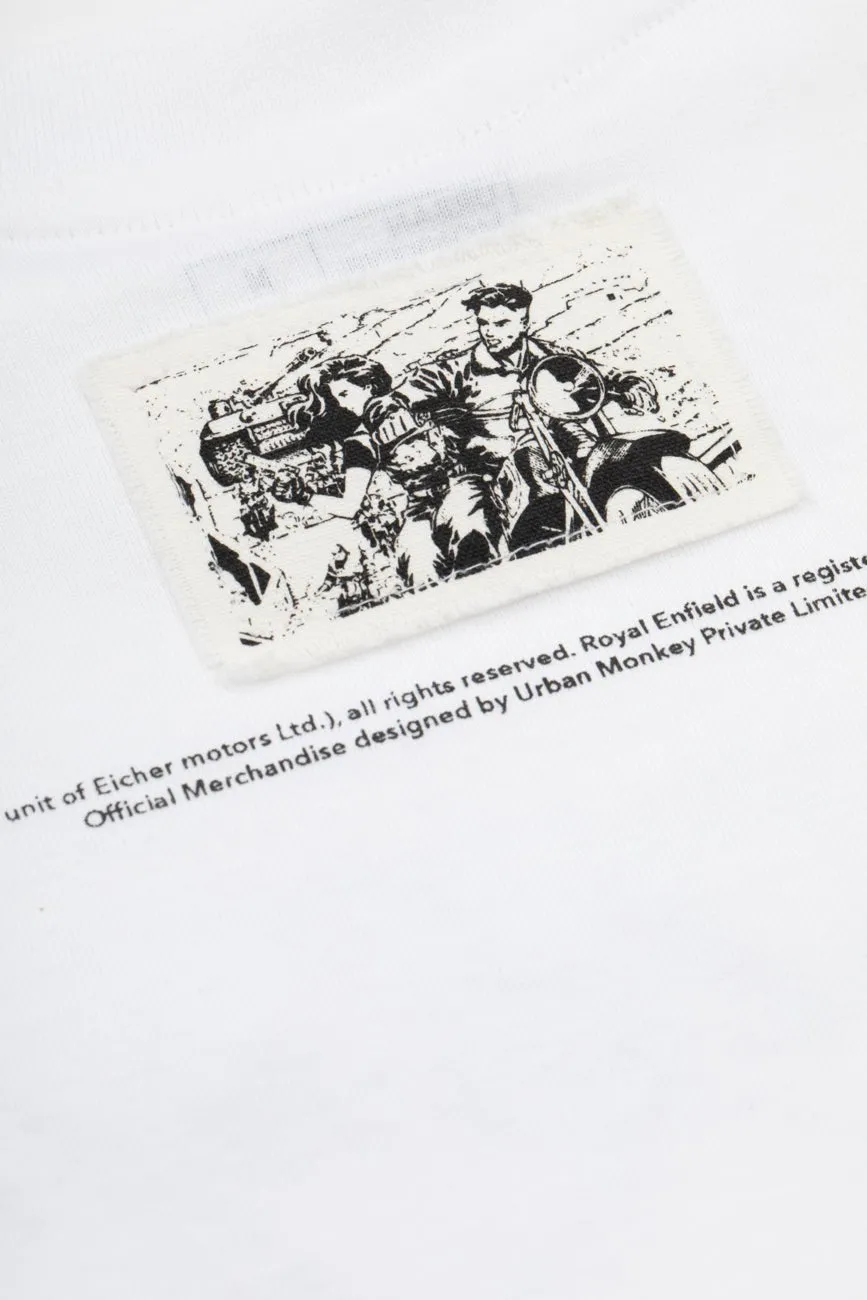 unit of Eicher motors Ltd.), all rights reserved. Royal Enfield is a registe
Official Merchandise designed by Urban Monkey Private Limite